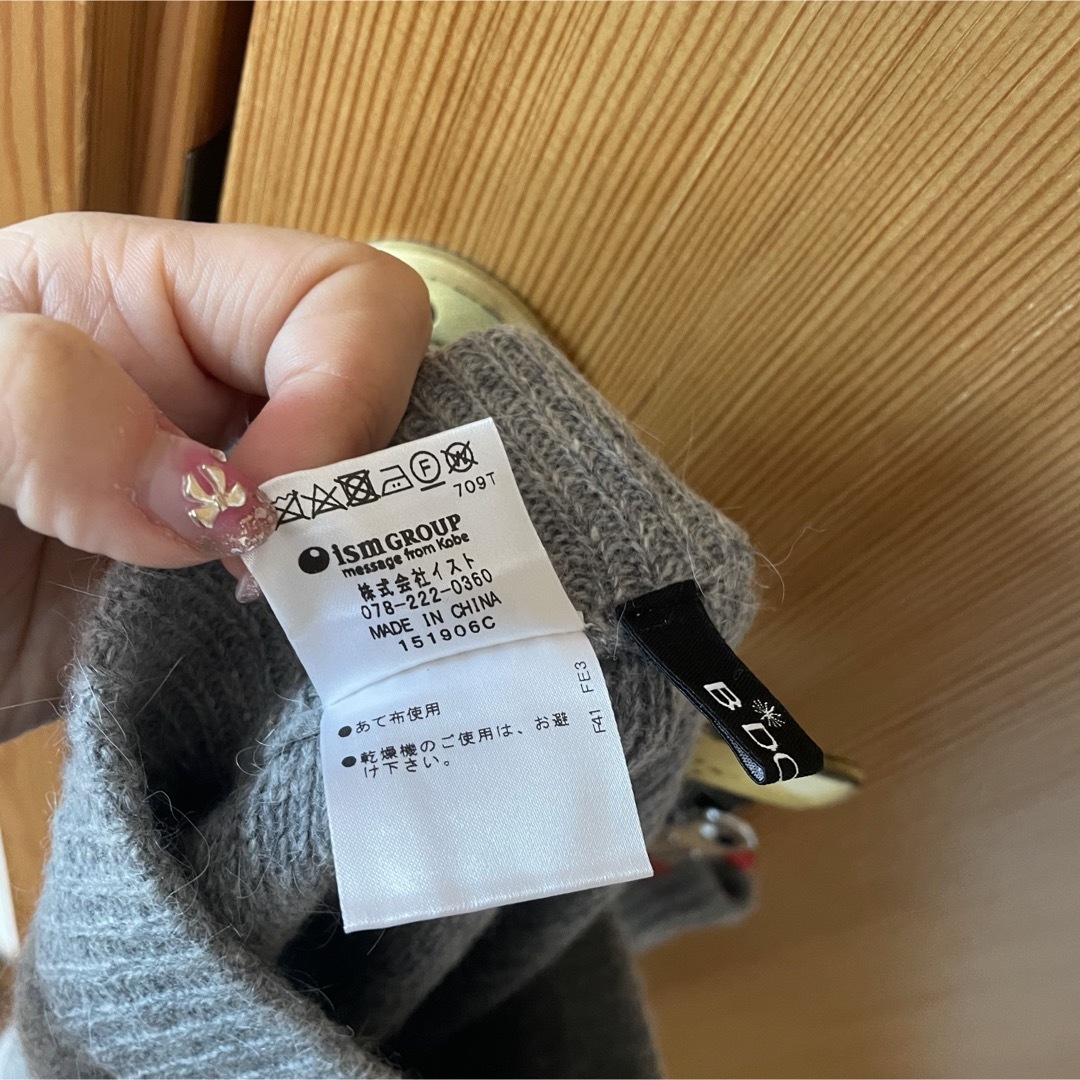 F
W
709T
ismGROUP
message from Kobe
株式会社イスト
078-222-0360
MADE IN CHINA
151906C
F41 FE3
●あて布使用
●乾燥機のご使用は、お避
け下さい。
B DO